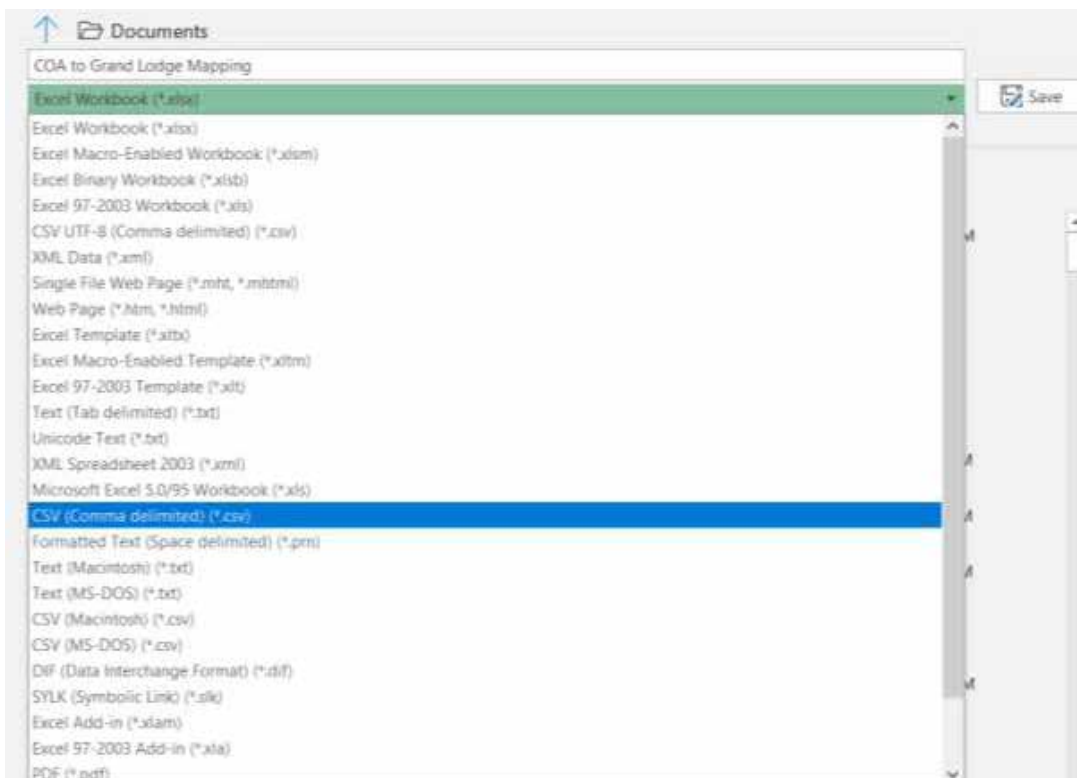 Documents
COA to Grand Lodge Mapping
Excel Workbook (*.xlsx)
Save
Excel Workbook (*.xlsx)
Excel Macro-Enabled Workbook (*.xlsm)
Excel Binary Workbook (*.xlsb)
Excel 97-2003 Workbook (*.xls)
CSV UTF-8 (Comma delimited) (*.csv)
XML Data (*.xml)
Single File Web Page (*.mht, *.mhtml)
Web Page (*.htm, *.html)
Excel Template (*.xltx)
Excel Macro-Enabled Template (*.xltm)
Excel 97-2003 Template (*.xlt)
Text (Tab delimited) (*.txt)
Unicode Text (*.txt)
XML Spreadsheet 2003 (*.xml)
Microsoft Excel 5.0/95 Workbook (*.xls)
CSV (Comma delimited) (*.csv)
Formatted Text (Space delimited) (*.prn)
Text (Macintosh) (*.txt)
Text (MS-DOS) (*.txt)
CSV (Macintosh) (*.csv)
CSV (MS-DOS) (*.csv)
DIF (Data Interchange Format) (*.dif)
SYLK (Symbolic Link) (*.slk)
Excel Add-in (*.xlam)
Excel 97-2003 Add-in (*.xla)
PDF (*.pdf)